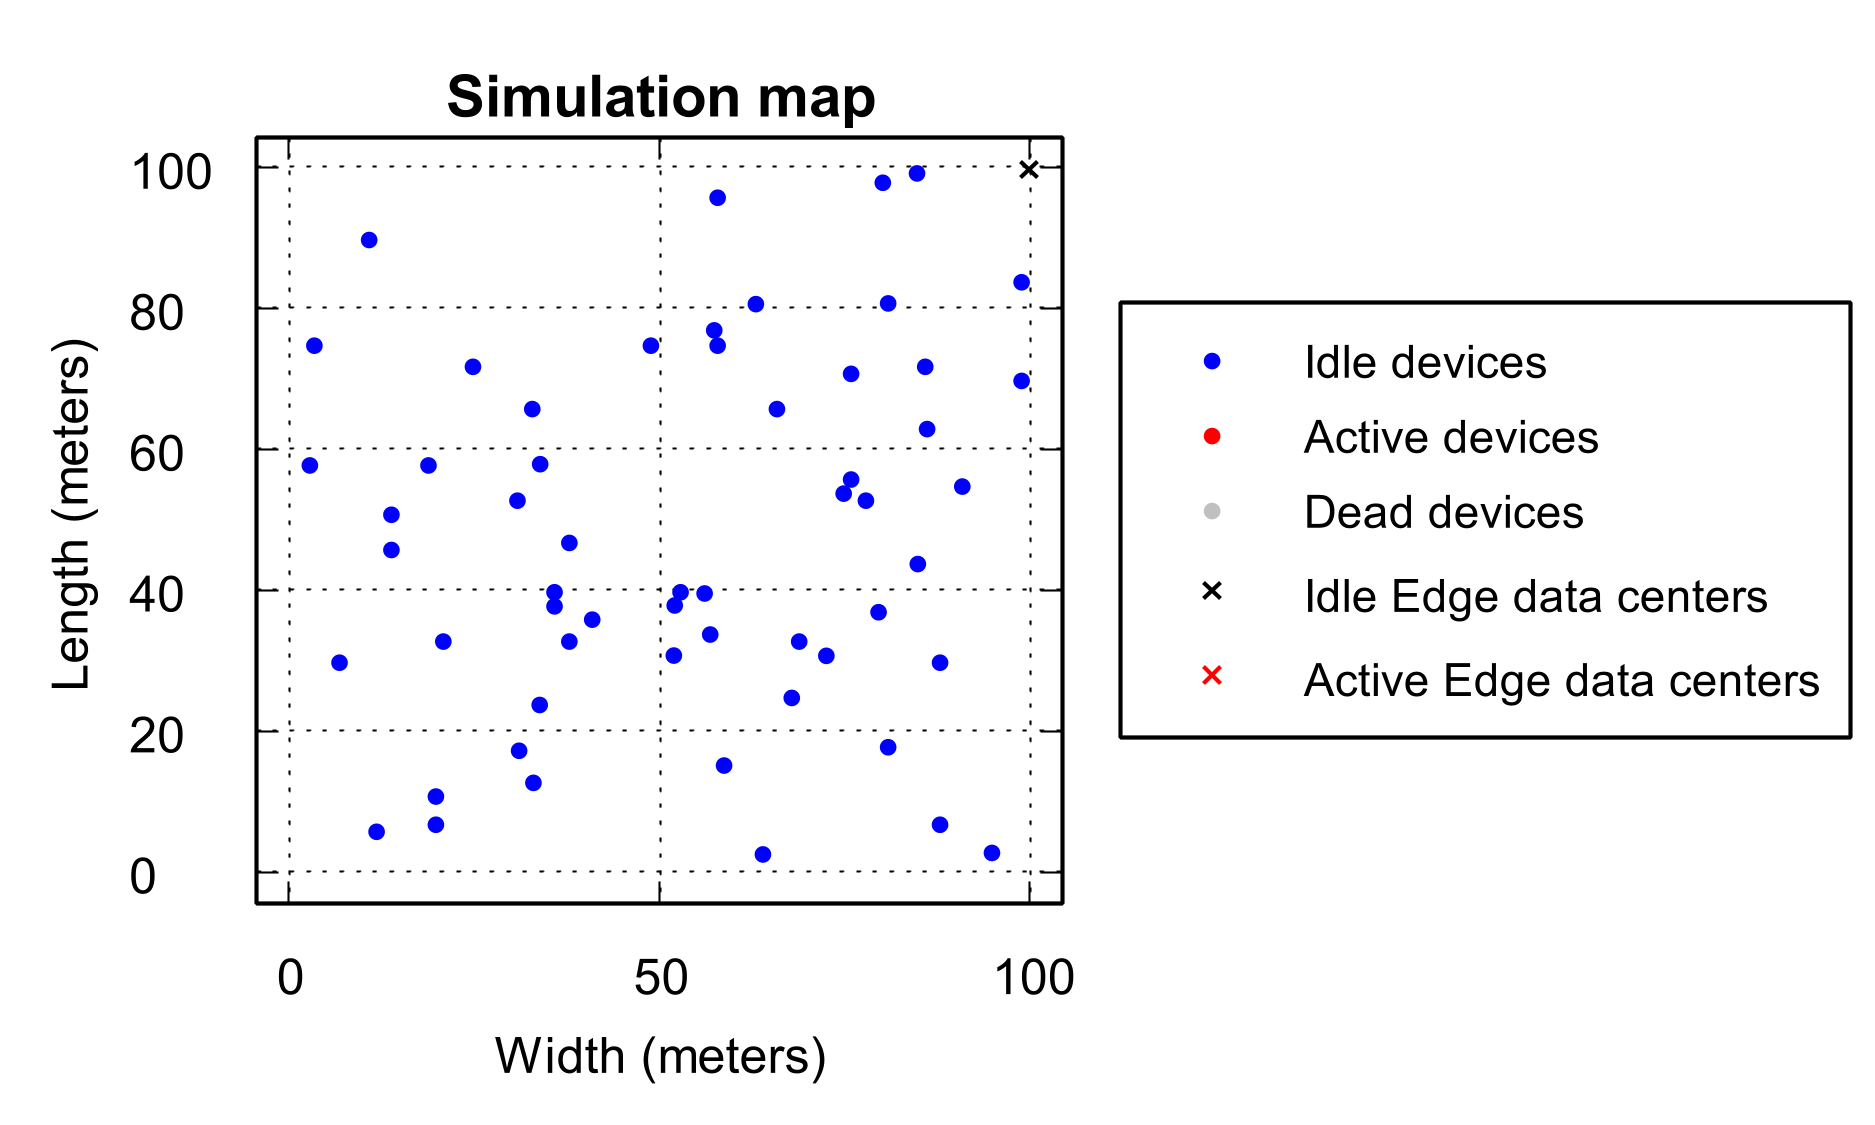 Simulation map
100
80
60
40
20
0
Length (meters)
0 50 100
Width (meters)
Idle devices
Active devices
Dead devices
Idle Edge data centers
Active Edge data centers